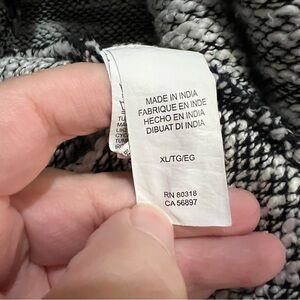 MADE IN INDIA
FABRIQUE EN INDE
HECHO EN INDIA
DIBUAT DI INDIA
XL/TG/EG
RN 80318
CA 56897